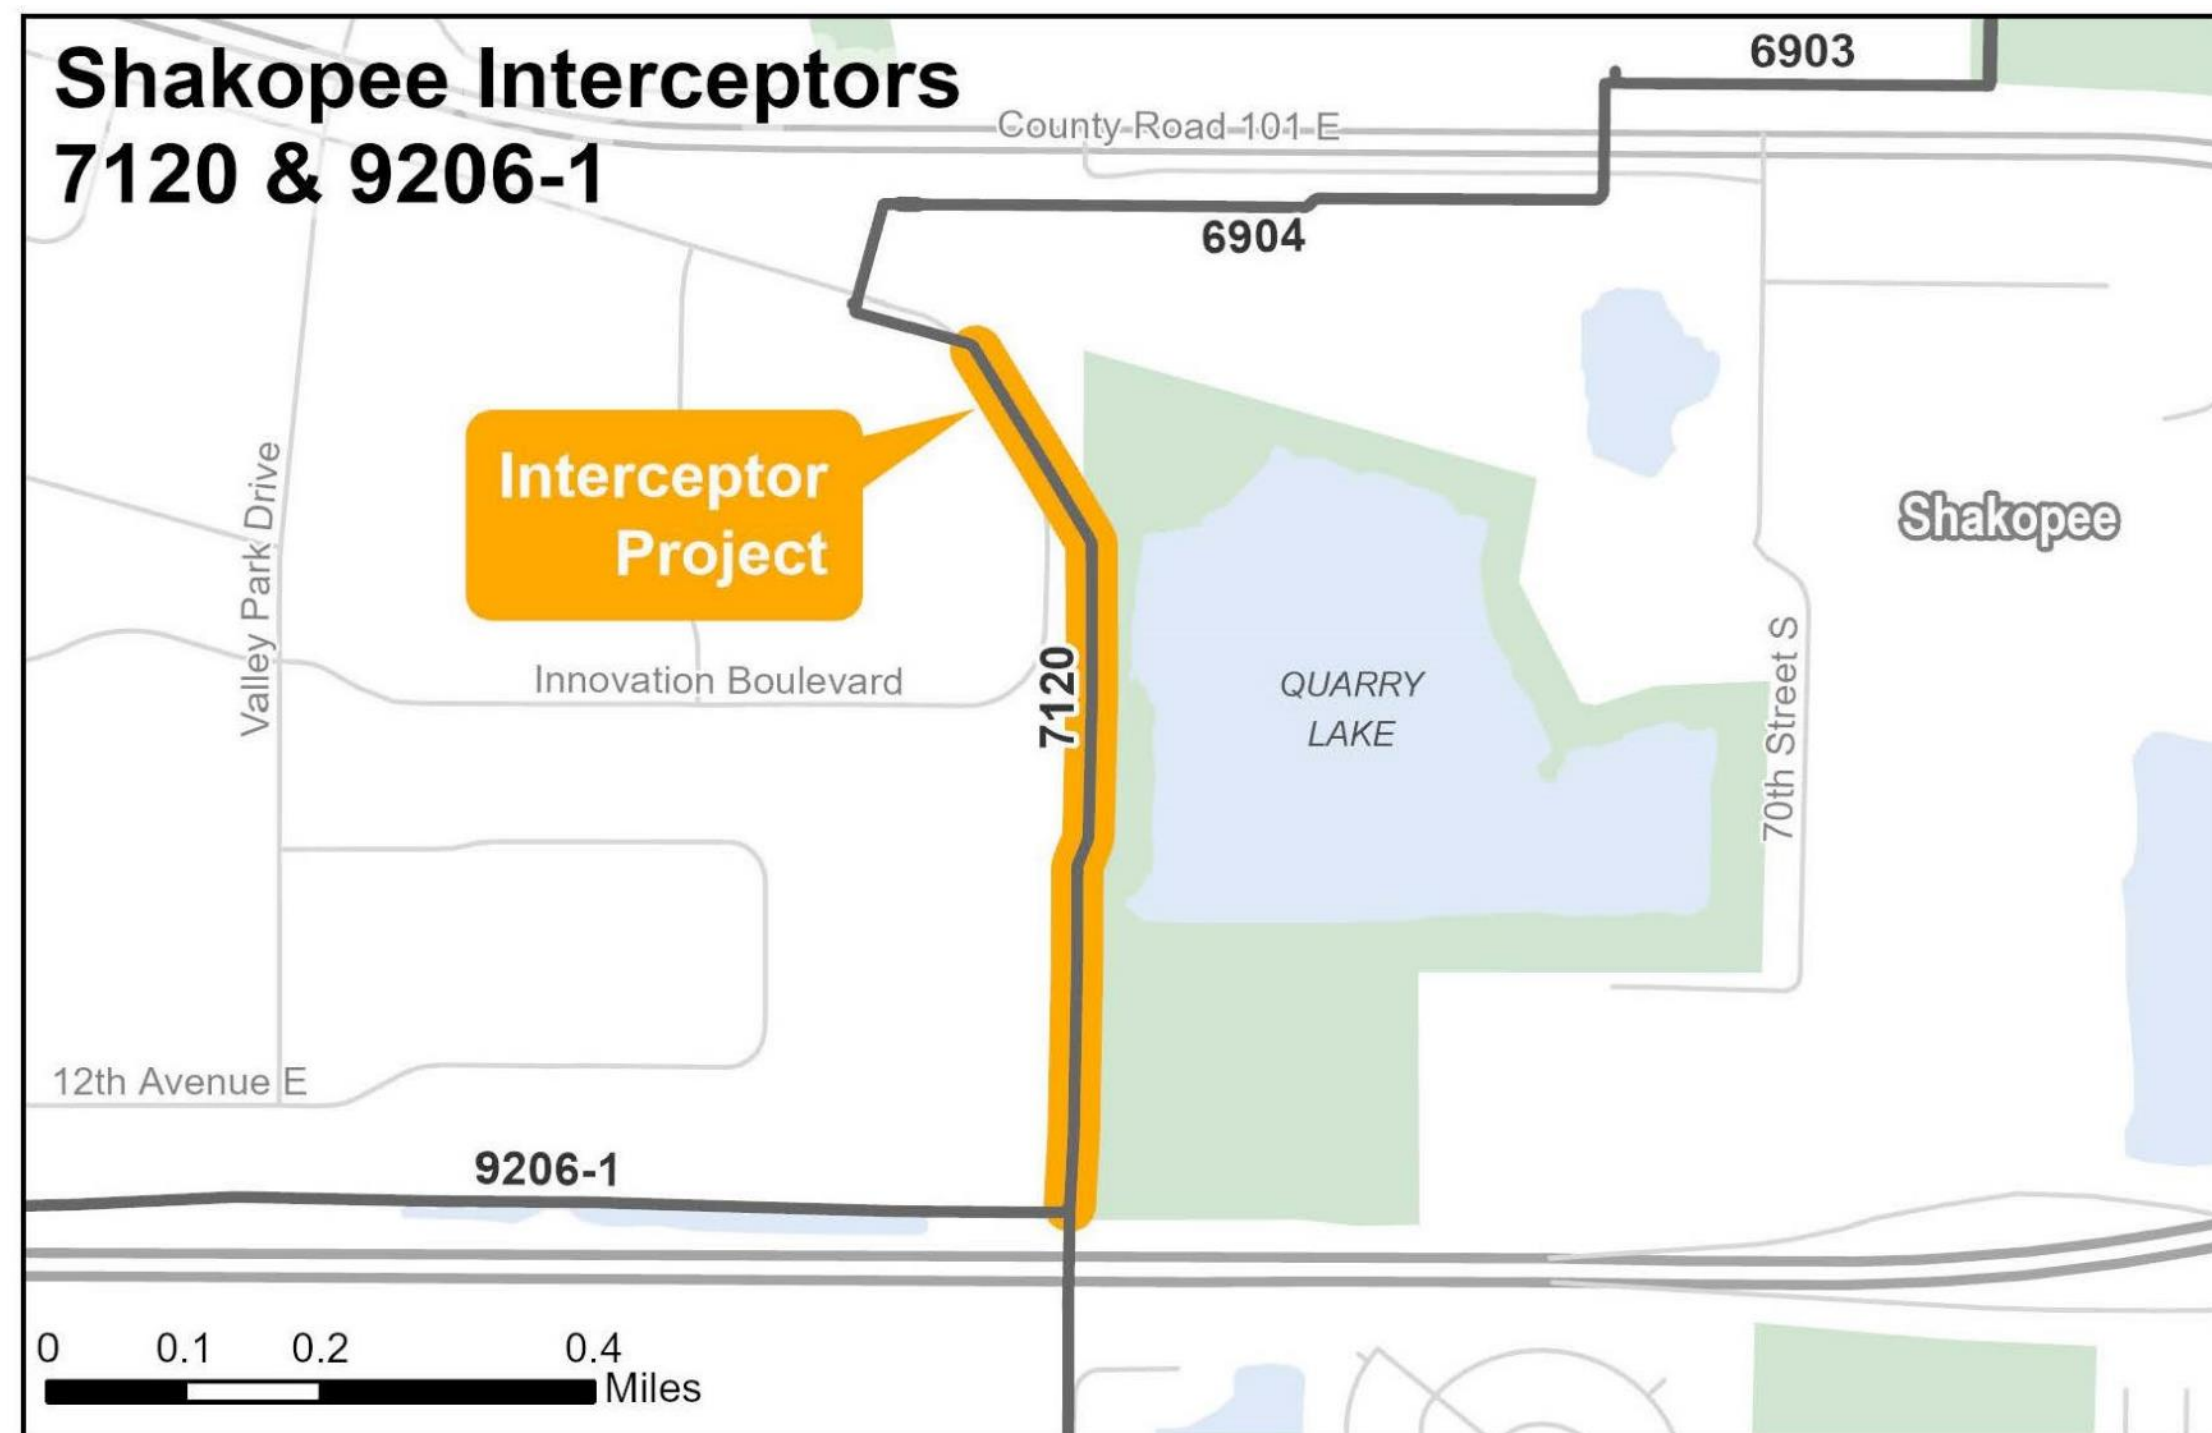 Shakopee Interceptors
7120 & 9206-1
6903
County Road 101 E
6904
Interceptor
Project
Shakopee
Valley Park Drive
Innovation Boulevard
7120
QUARRY
LAKE
70th Street S
12th Avenue E
9206-1
0 0.1 0.2 0.4
Miles